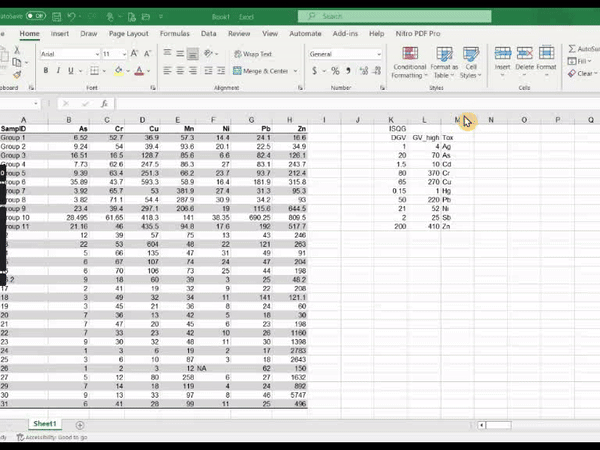 AutoSave Book1 Excel Search
Home Insert Draw Page Layout Formulas Data Review View Automate Add-ins Help Nitro PDF Pro
Arial 11 A A Wrap Text General Conditional Format as Cell Insert Delete Format AutoSum
B I U A Merge & Center $ % Formatting Table Styles Fill
Clear
Clipboard Font Alignment Number Styles Cells
fx
A B C D E F G H I J K L M N O P Q
SampID As Cr Cu Mn Ni Pb Zn ISQG
Group 1 6.52 52.7 36.9 57.3 14.4 24.1 16.6 DGV GV_high Tox
Group 2 9.24 54 39.4 93.6 20.1 22.5 34.9 1 4 Ag
Group 3 16.51 16.5 128.7 85.6 6.6 82.4 126.1 20 70 As
Group 4 7.73 62.6 247.5 86.3 27 83.1 243.7 1.5 10 Cd
Group 5 9.39 63.4 251.3 66.2 23.7 93.7 212.4 80 370 Cr
Group 6 35.89 43.7 593.3 58.9 16.4 181.9 315.8 65 270 Cu
Group 7 3.92 65.7 53 381.9 27.4 31.3 95.3 0.15 1 Hg
Group 8 3.82 71.1 54.4 287.9 30.9 34.2 93 50 220 Pb
Group 9 23.4 39.4 297.1 206.6 19 115.6 644.5 21 52 Ni
Group 10 28.495 61.65 418.3 141 38.35 690.25 809.5 2 25 Sb
Group 11 21.16 46 435.5 94.8 17.6 192 517.7 200 410 Zn
12 39 57 75 13 43 246
22 53 604 48 22 121 263
5 66 135 47 31 49 91
6 67 107 74 24 47 204
6 70 106 73 25 44 198
9 18 60 39 3 25 48.2
17 2 41 19 32 9 22 208
18 3 49 32 34 11 141 121.1
19 3 45 21 36 8 24 60
20 7 36 13 42 5 18 30
21 7 47 20 45 6 23 198
22 7 33 23 42 10 26 1160
23 9 30 32 48 11 30 1398
24 1 3 6 19 2 17 2783
25 3 6 10 87 3 18 2643
26 1 2 3 12 NA 62 150
27 5 12 80 258 6 27 1632
29 7 14 18 119 4 24 892
30 9 13 33 97 8 46 5747
31 6 41 28 99 11 25 496
Sheet1
Accessibility: Good to go